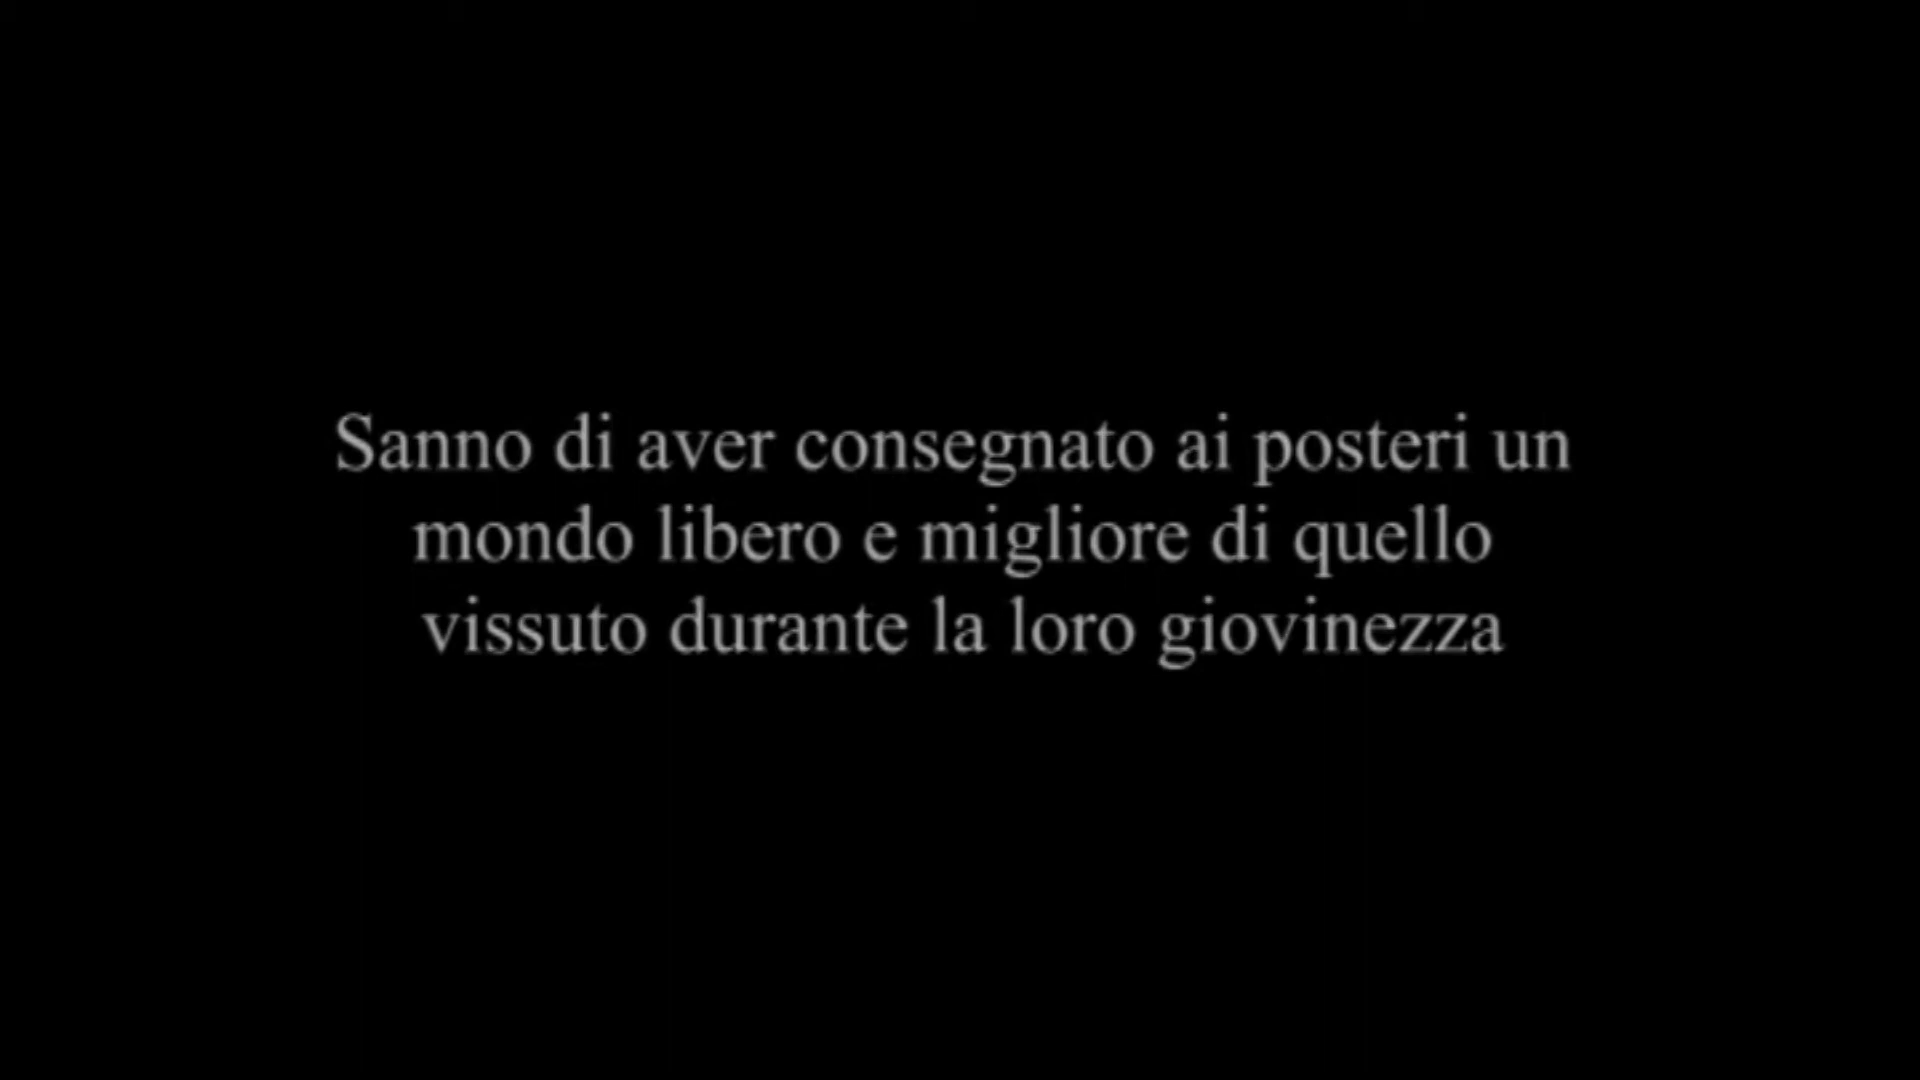 Sanno di aver consegnato ai posteri un
mondo libero e migliore di quello
vissuto durante la loro giovinezza